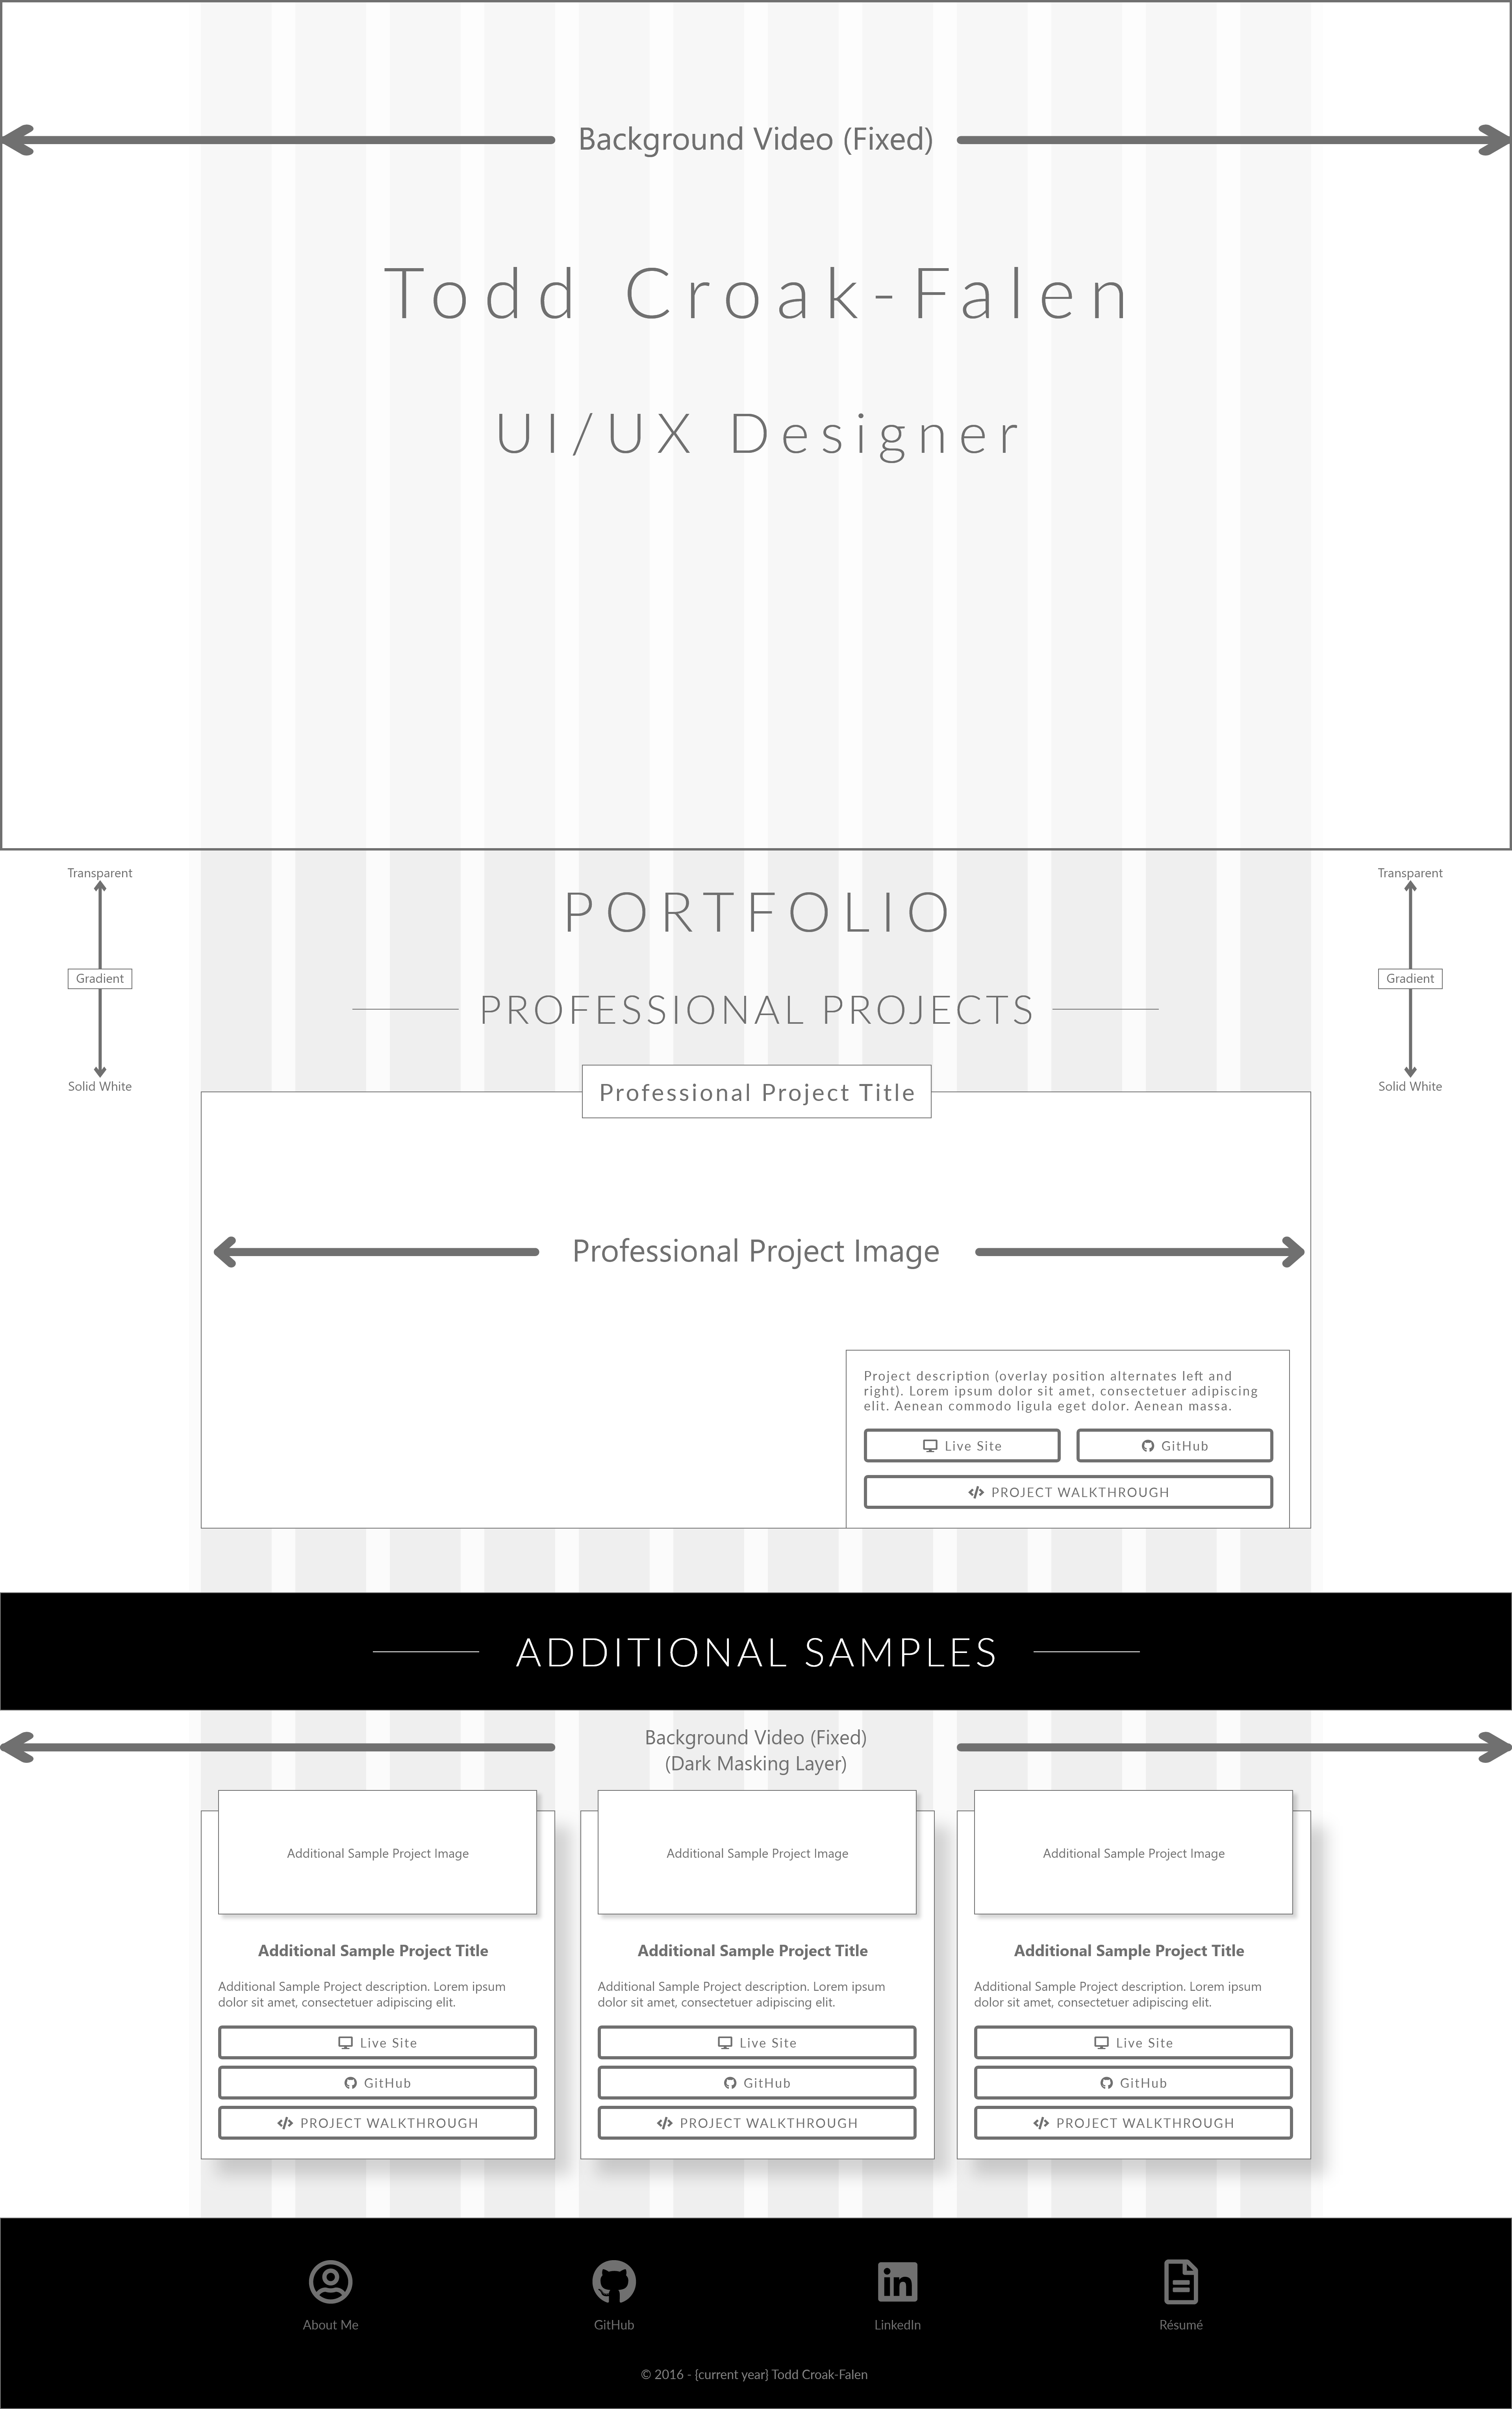 Background Video (Fixed)
Todd Croak-Falen
UI/UX Designer
Transparent
Gradient
Solid White
Transparent
Gradient
Solid White
PORTFOLIO
PROFESSIONAL PROJECTS
Professional Project Title
Professional Project Image
Project description (overlay position alternates left and
right). Lorem ipsum dolor sit amet, consectetuer adipiscing
elit. Aenean commodo ligula eget dolor. Aenean massa.
Live Site
GitHub
PROJECT WALKTHROUGH
ADDITIONAL SAMPLES
Background Video (Fixed)
(Dark Masking Layer)
Additional Sample Project Image
Additional Sample Project Title
Additional Sample Project description. Lorem ipsum
dolor sit amet, consectetuer adipiscing elit.
Live Site
GitHub
PROJECT WALKTHROUGH
Additional Sample Project Image
Additional Sample Project Title
Additional Sample Project description. Lorem ipsum
dolor sit amet, consectetuer adipiscing elit.
Live Site
GitHub
PROJECT WALKTHROUGH
Additional Sample Project Image
Additional Sample Project Title
Additional Sample Project description. Lorem ipsum
dolor sit amet, consectetuer adipiscing elit.
Live Site
GitHub
PROJECT WALKTHROUGH
About Me
GitHub
LinkedIn
Résumé
© 2016 - {current year} Todd Croak-Falen